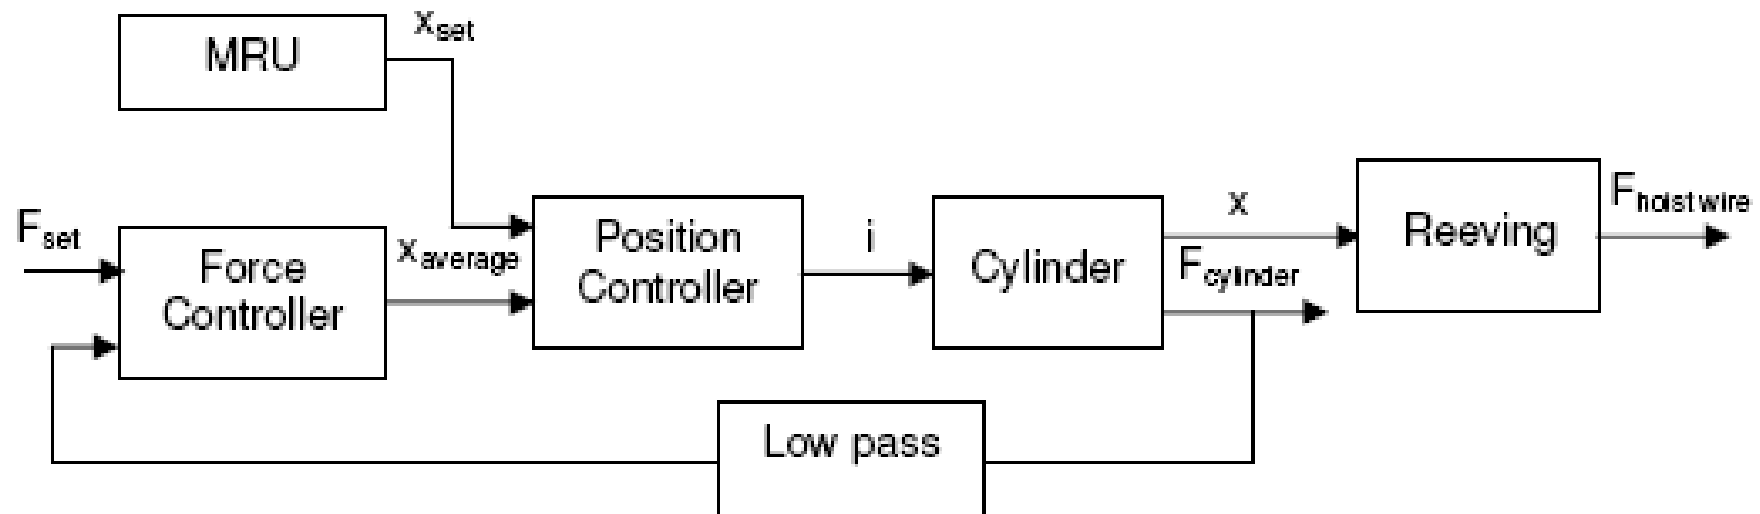 MRU
xset
Fset
Force
Controller
xaverage
Position
Controller
i
Cylinder
x
Fcylinder
Reeving
Fhoist wire
Low pass